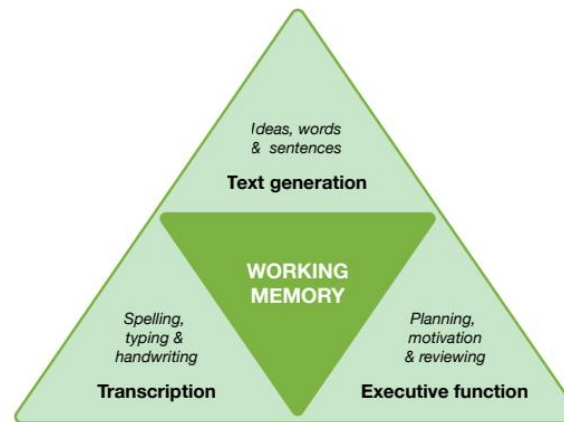 Ideas, words
& sentences
Text generation
WORKING
MEMORY
Spelling,
typing &
handwriting
Transcription
Planning,
motivation
& reviewing
Executive function